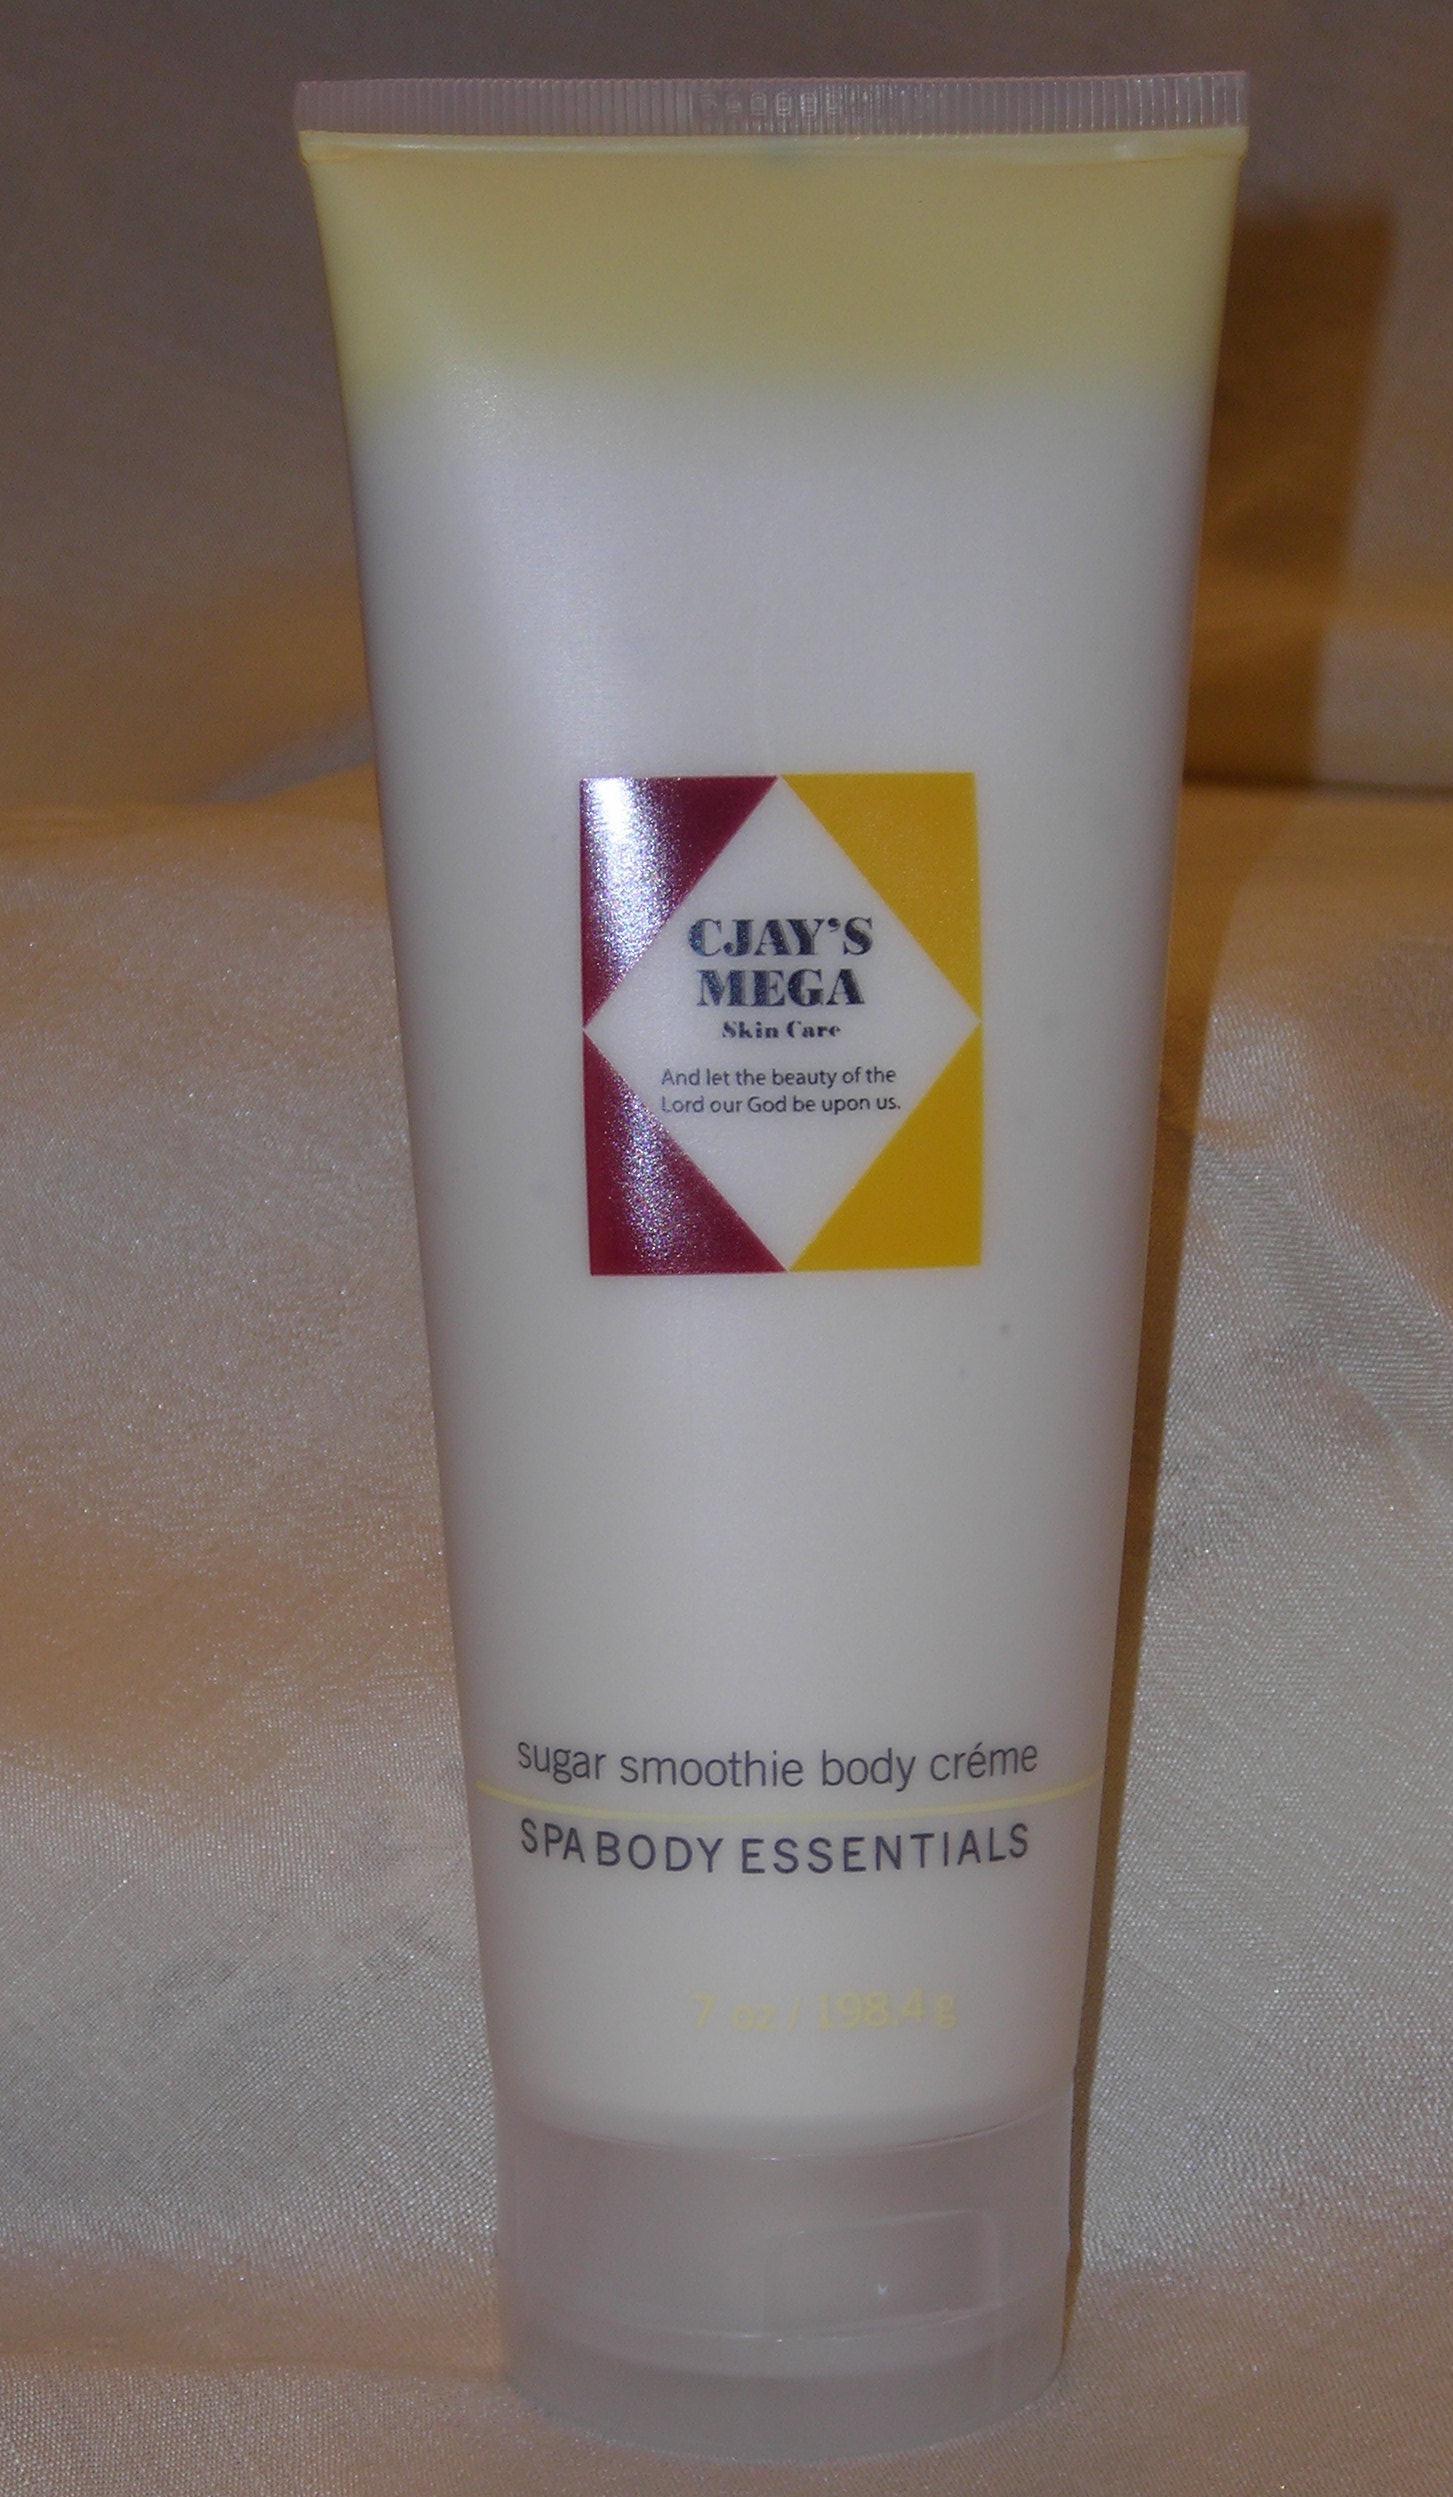 CJAY'S
MEGA
Skin Care
And let the beauty of the
Lord our God be upon us.
sugar smoothie body créme
SPA BODY ESSENTIALS
7 oz / 198.4 g